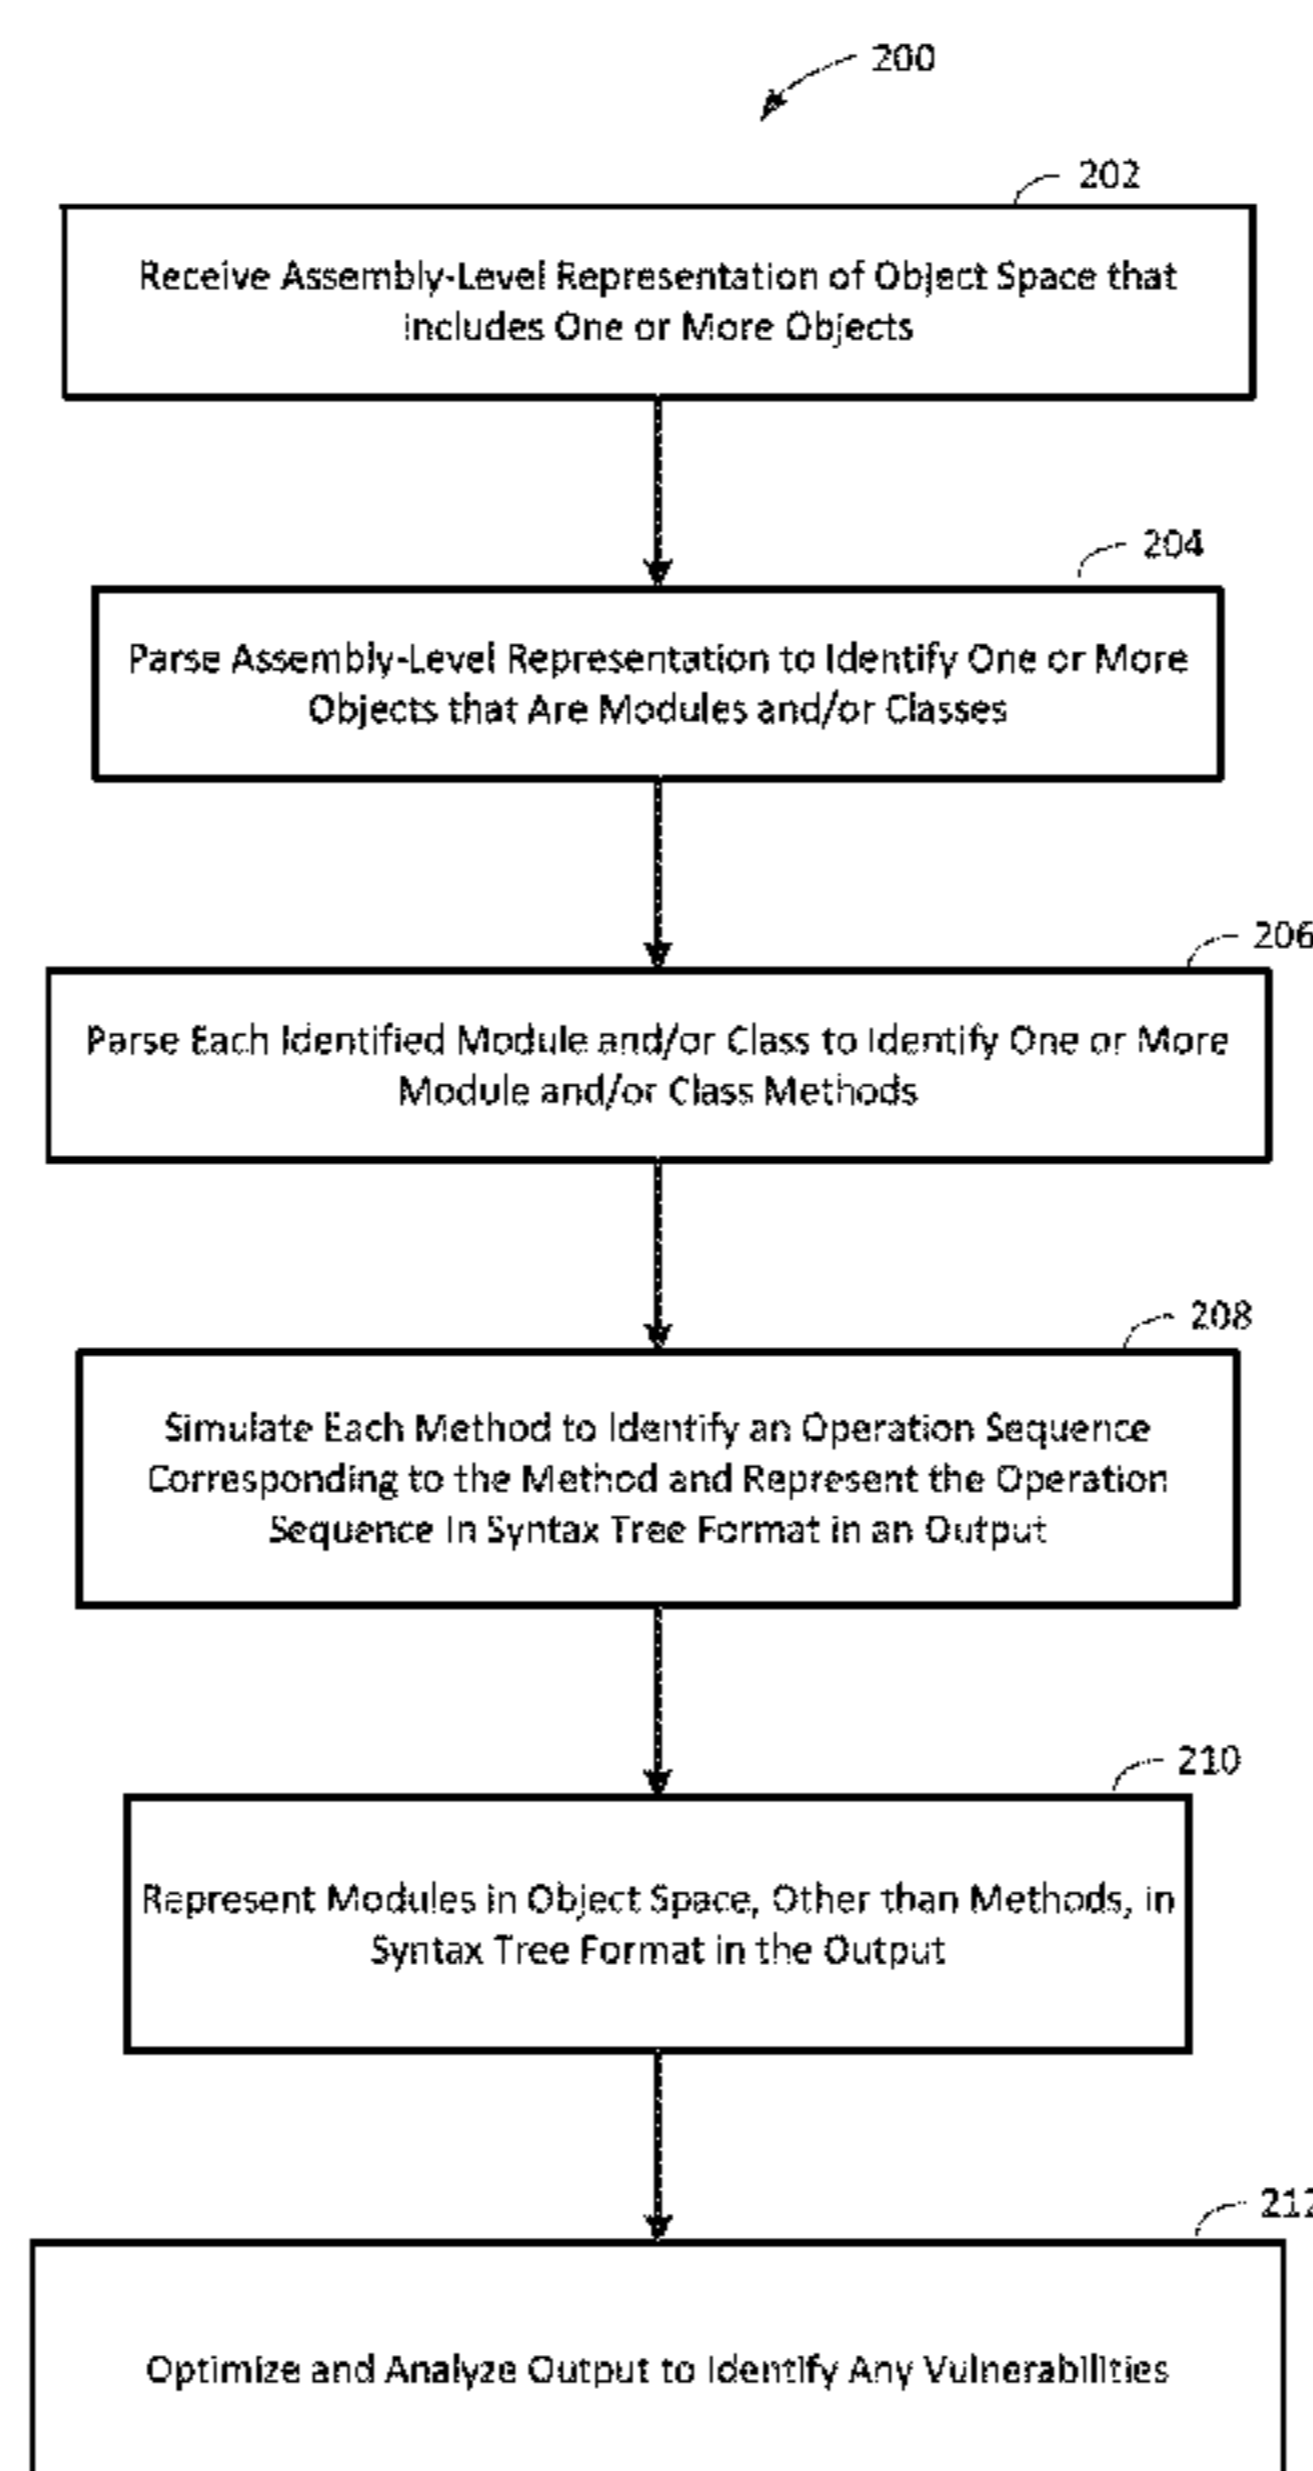 200
202
Receive Assembly-Level Representation of Object Space that
includes One or More Objects
204
Parse Assembly-Level Representation to Identify One or More
Objects that Are Modules and/or Classes
206
Parse Each Identified Module and/or Class to Identify One or More
Module and/or Class Methods
208
Simulate Each Method to Identify an Operation Sequence
Corresponding to the Method and Represent the Operation
Sequence In Syntax Tree Format in an Output
210
Represent Modules in Object Space, Other than Methods, in
Syntax Tree Format in the Output
212
Optimize and Analyze Output to Identify Any Vulnerabilities